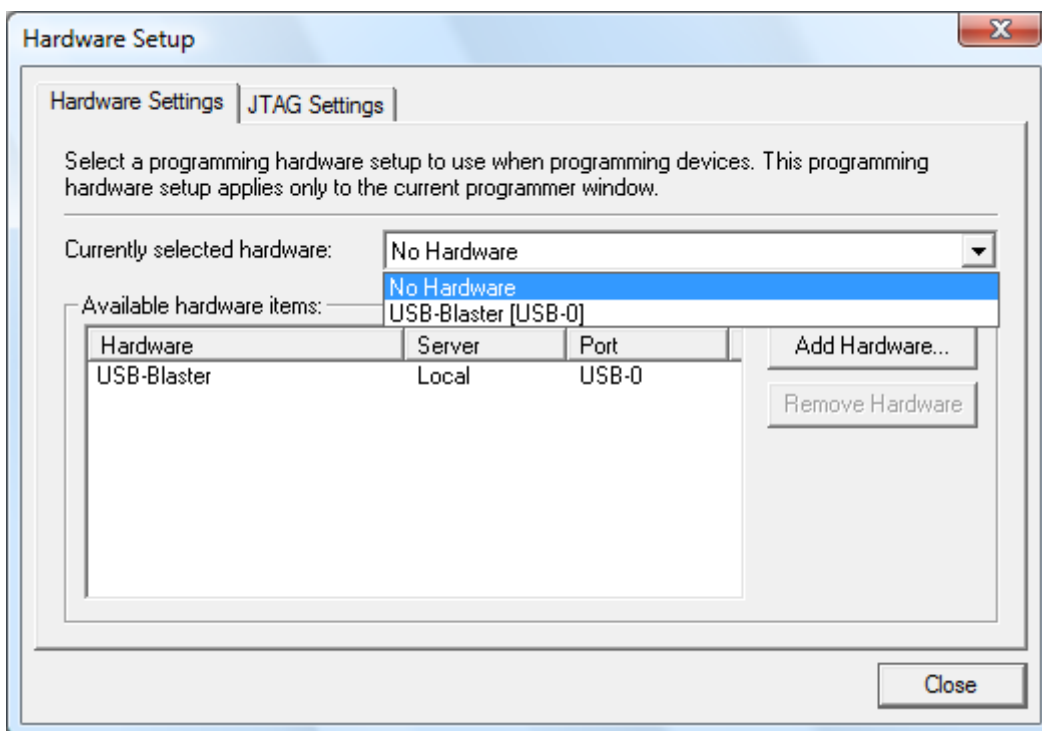 Hardware Setup
Hardware Settings
JTAG Settings
Select a programming hardware setup to use when programming devices. This programming
hardware setup applies only to the current programmer window.
Currently selected hardware:
No Hardware
No Hardware
USB-Blaster [USB-0]
Available hardware items:
Hardware Server Port
USB-Blaster Local USB-0
Add Hardware...
Remove Hardware
Close